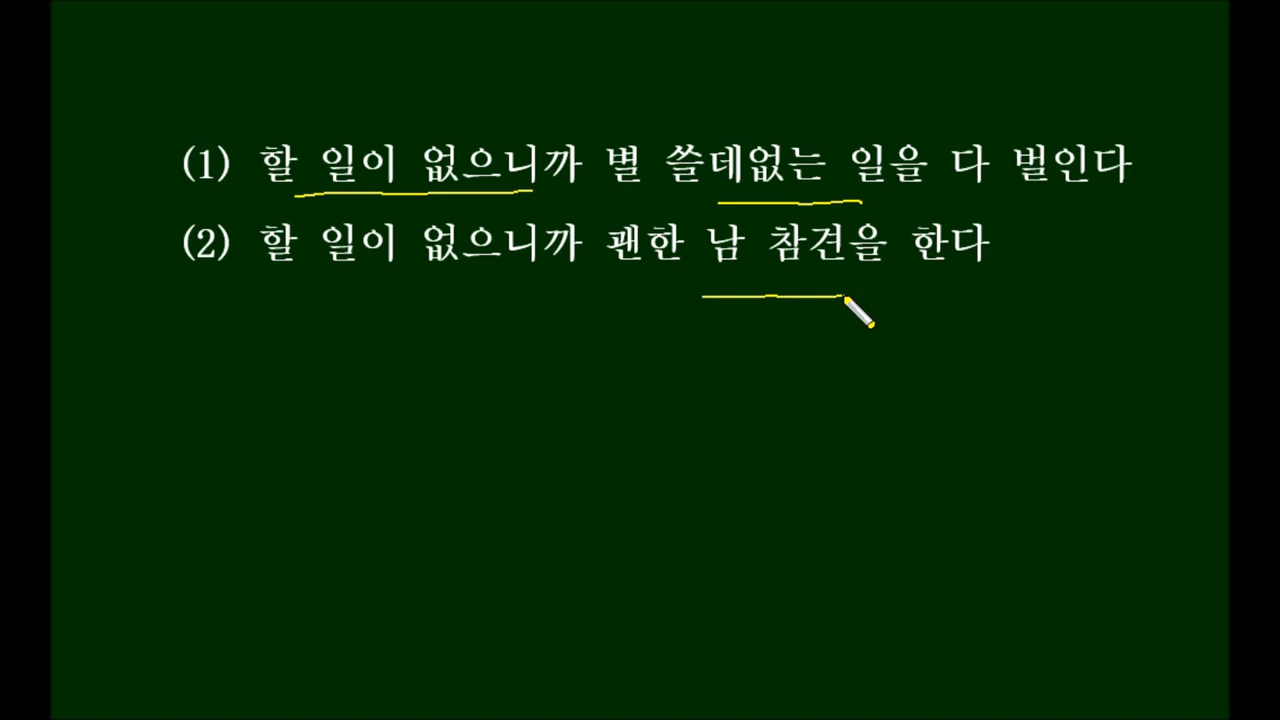 (1) 할 일이 없으니까 별 쓸데없는 일을 다 벌인다
(2) 할 일이 없으니까 괜한 남 참견을 한다